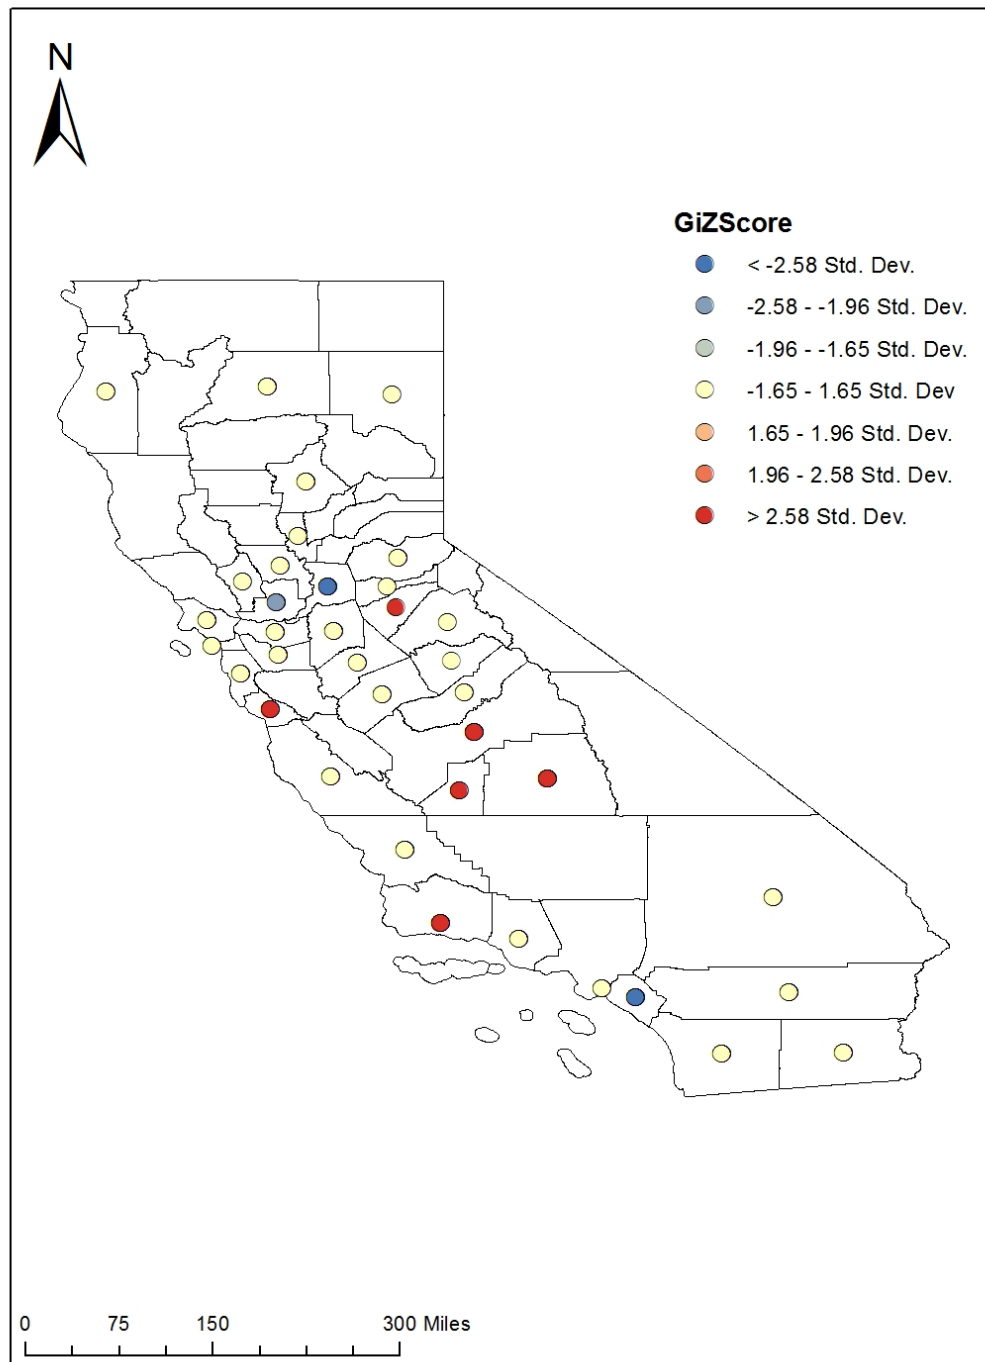 N
GiZScore
< -2.58 Std. Dev.
-2.58 - -1.96 Std. Dev.
-1.96 - -1.65 Std. Dev.
-1.65 - 1.65 Std. Dev
1.65 - 1.96 Std. Dev.
1.96 - 2.58 Std. Dev.
> 2.58 Std. Dev.
0 75 150 300 Miles